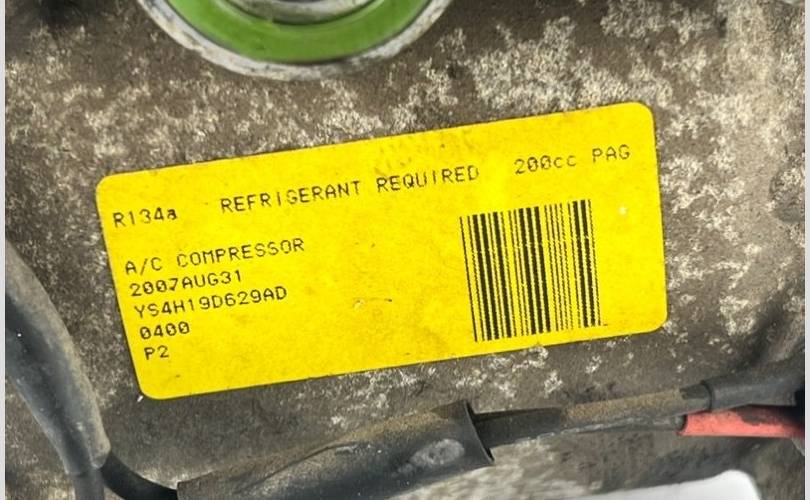 R134a REFRIGERANT REQUIRED 200cc PAG
A/C COMPRESSOR
2007AUG31
YS4H19D629AD
0400
P2